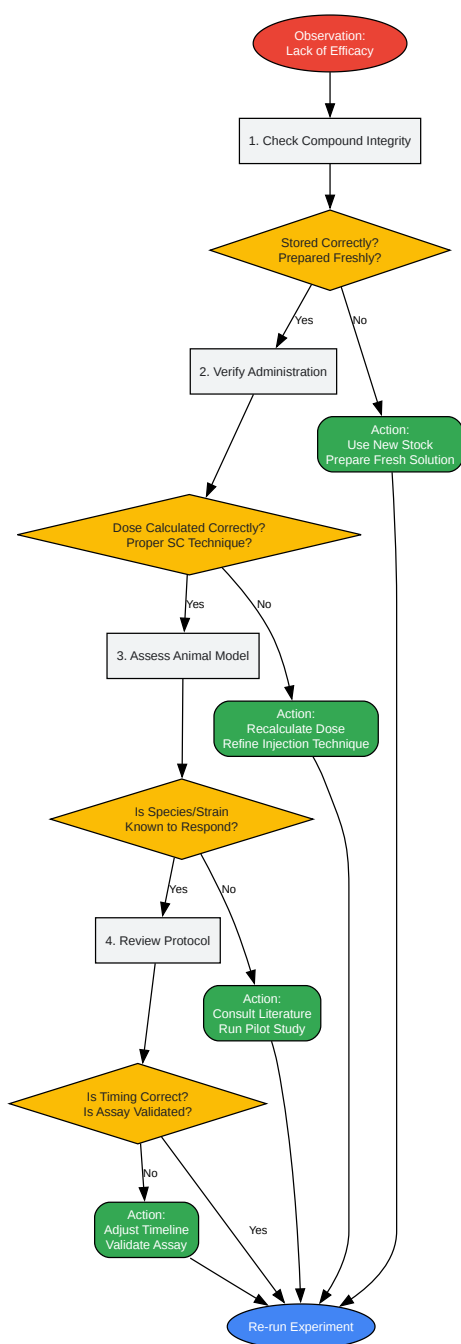 Observation:
Lack of Efficacy
1. Check Compound Integrity
Stored Correctly?
Prepared Freshly?
Yes
No
2. Verify Administration
Action:
Use New Stock
Prepare Fresh Solution
Dose Calculated Correctly?
Proper SC Technique?
Yes
No
3. Assess Animal Model
Action:
Recalculate Dose
Refine Injection Technique
Is Species/Strain
Known to Respond?
Yes
No
4. Review Protocol
Action:
Consult Literature
Run Pilot Study
Is Timing Correct?
Is Assay Validated?
No
Yes
Action:
Adjust Timeline
Validate Assay
Re-run Experiment